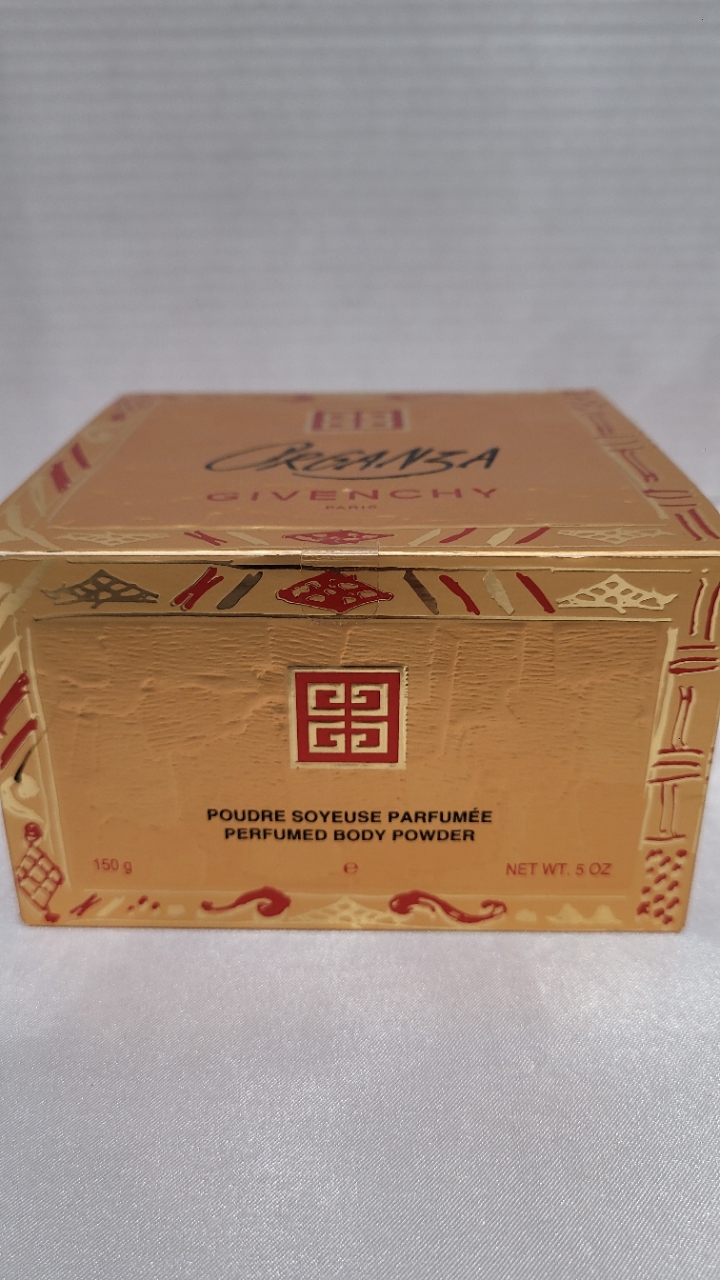 ORGANZA
GIVENCHY
PARIS
POUDRE SOYEUSE PARFUMÉE
PERFUMED BODY POWDER
150 g ℮ NET WT. 5 OZ